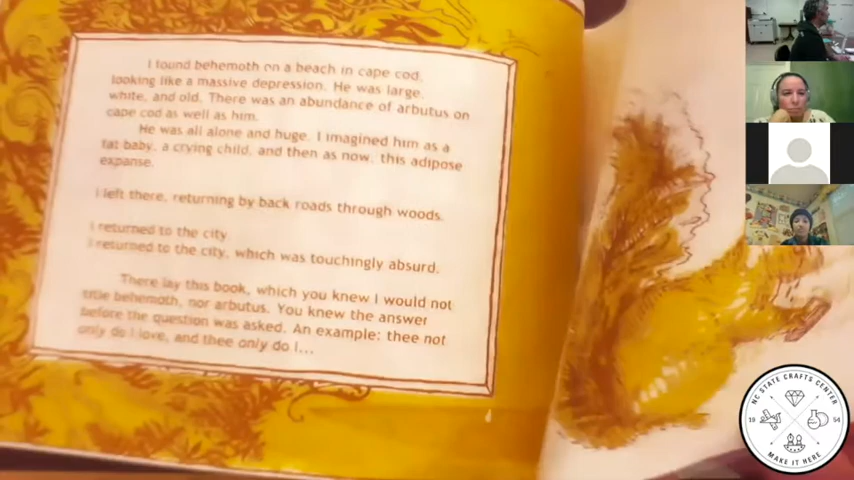 I found behemoth on a beach in cape cod,
looking like a massive depression. He was large,
white, and old. There was an abundance of arbutus on
cape cod as well as him.
He was all alone and huge. I imagined him as a
fat baby, a crying child, and then as now, this adipose
expanse.
I left there, returning by back roads through woods.
I returned to the city
I returned to the city, which was touchingly absurd.
There lay this book, which you knew I would not
title behemoth, nor arbutus. You knew the answer
before the question was asked. An example: thee not
only do I love, and thee only do I...
NC STATE CRAFTS CENTER
19 54
MAKE IT HERE